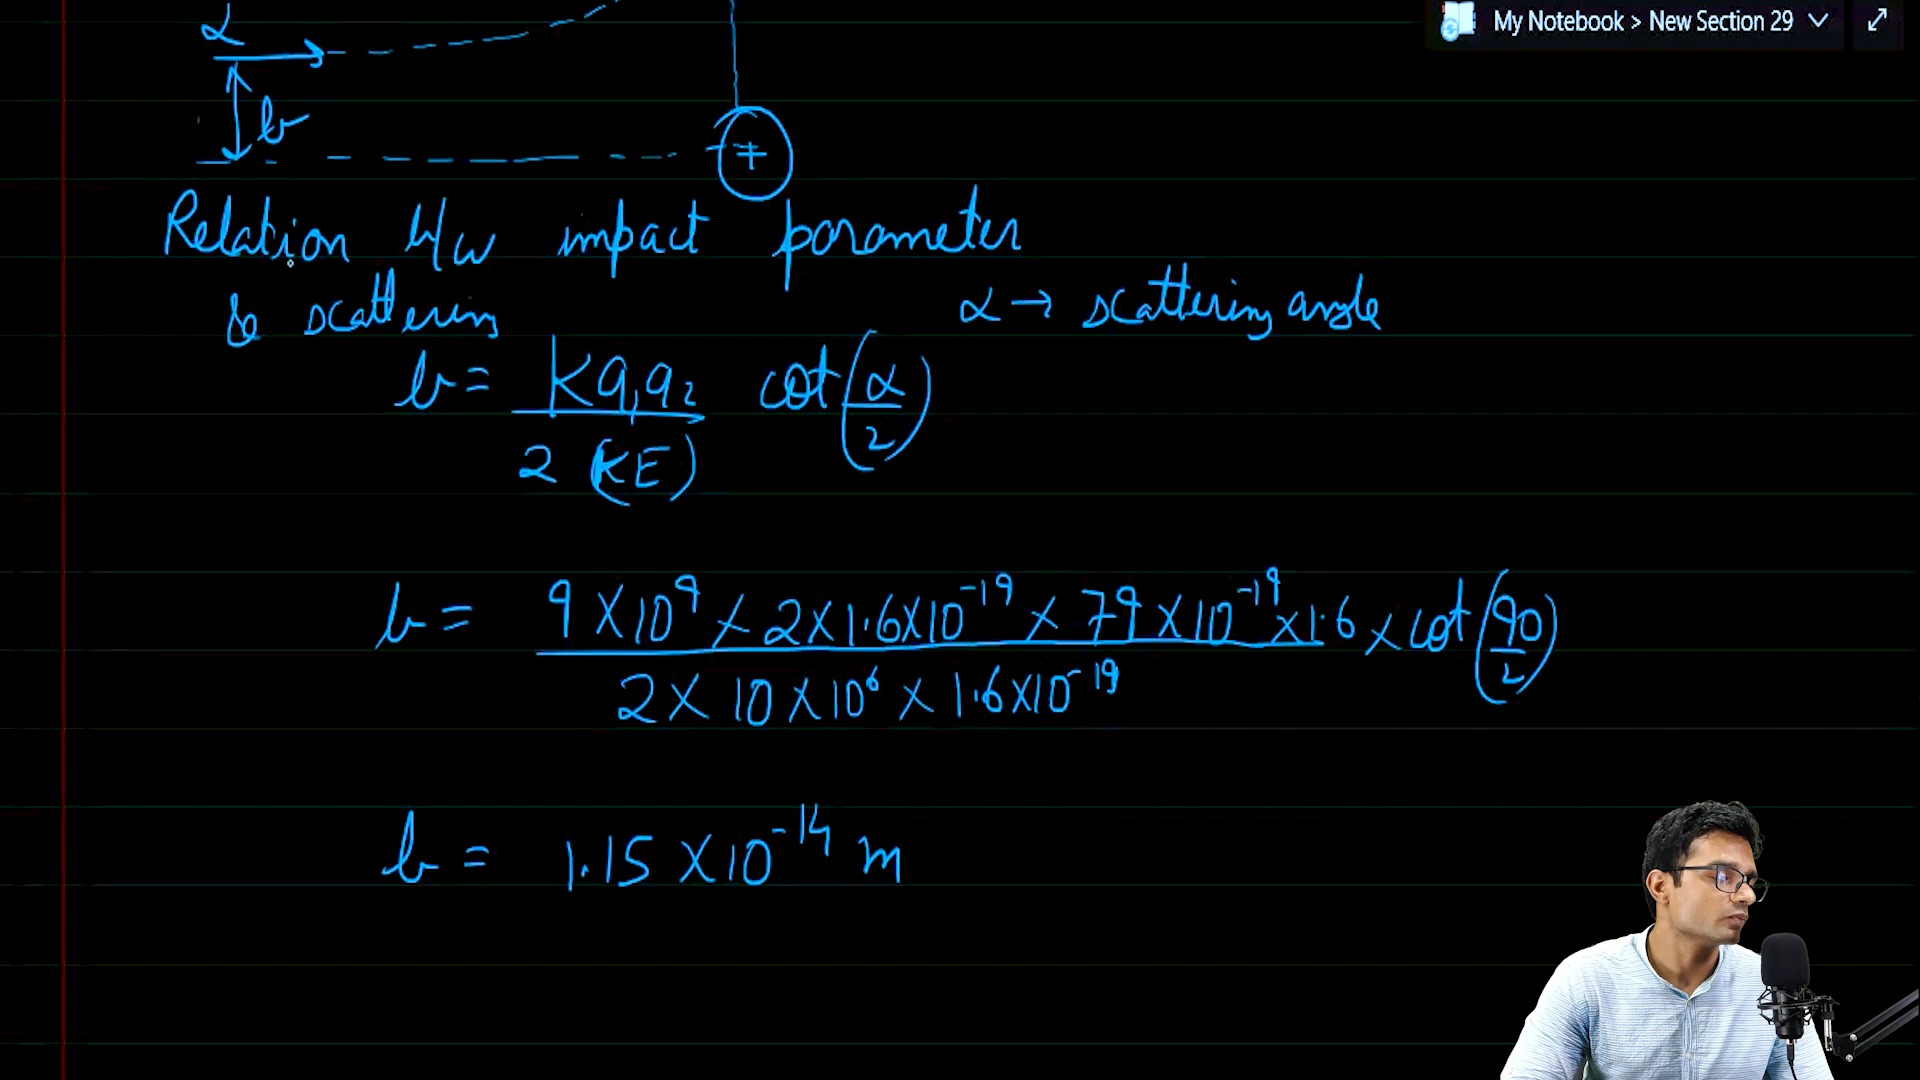 My Notebook > New Section 29
α
b
+
Relation b/w impact parameter
& scattering
α → scattering angle
b = Kq₁q₂ / 2 (KE) cot(α/2)
b = 9 × 10⁹ × 2 × 1.6 × 10⁻¹⁹ × 79 × 10⁻¹⁹ × 1.6 / 2 × 10 × 10⁶ × 1.6 × 10⁻¹⁹ × cot(90/2)
b = 1.15 × 10⁻¹⁴ m